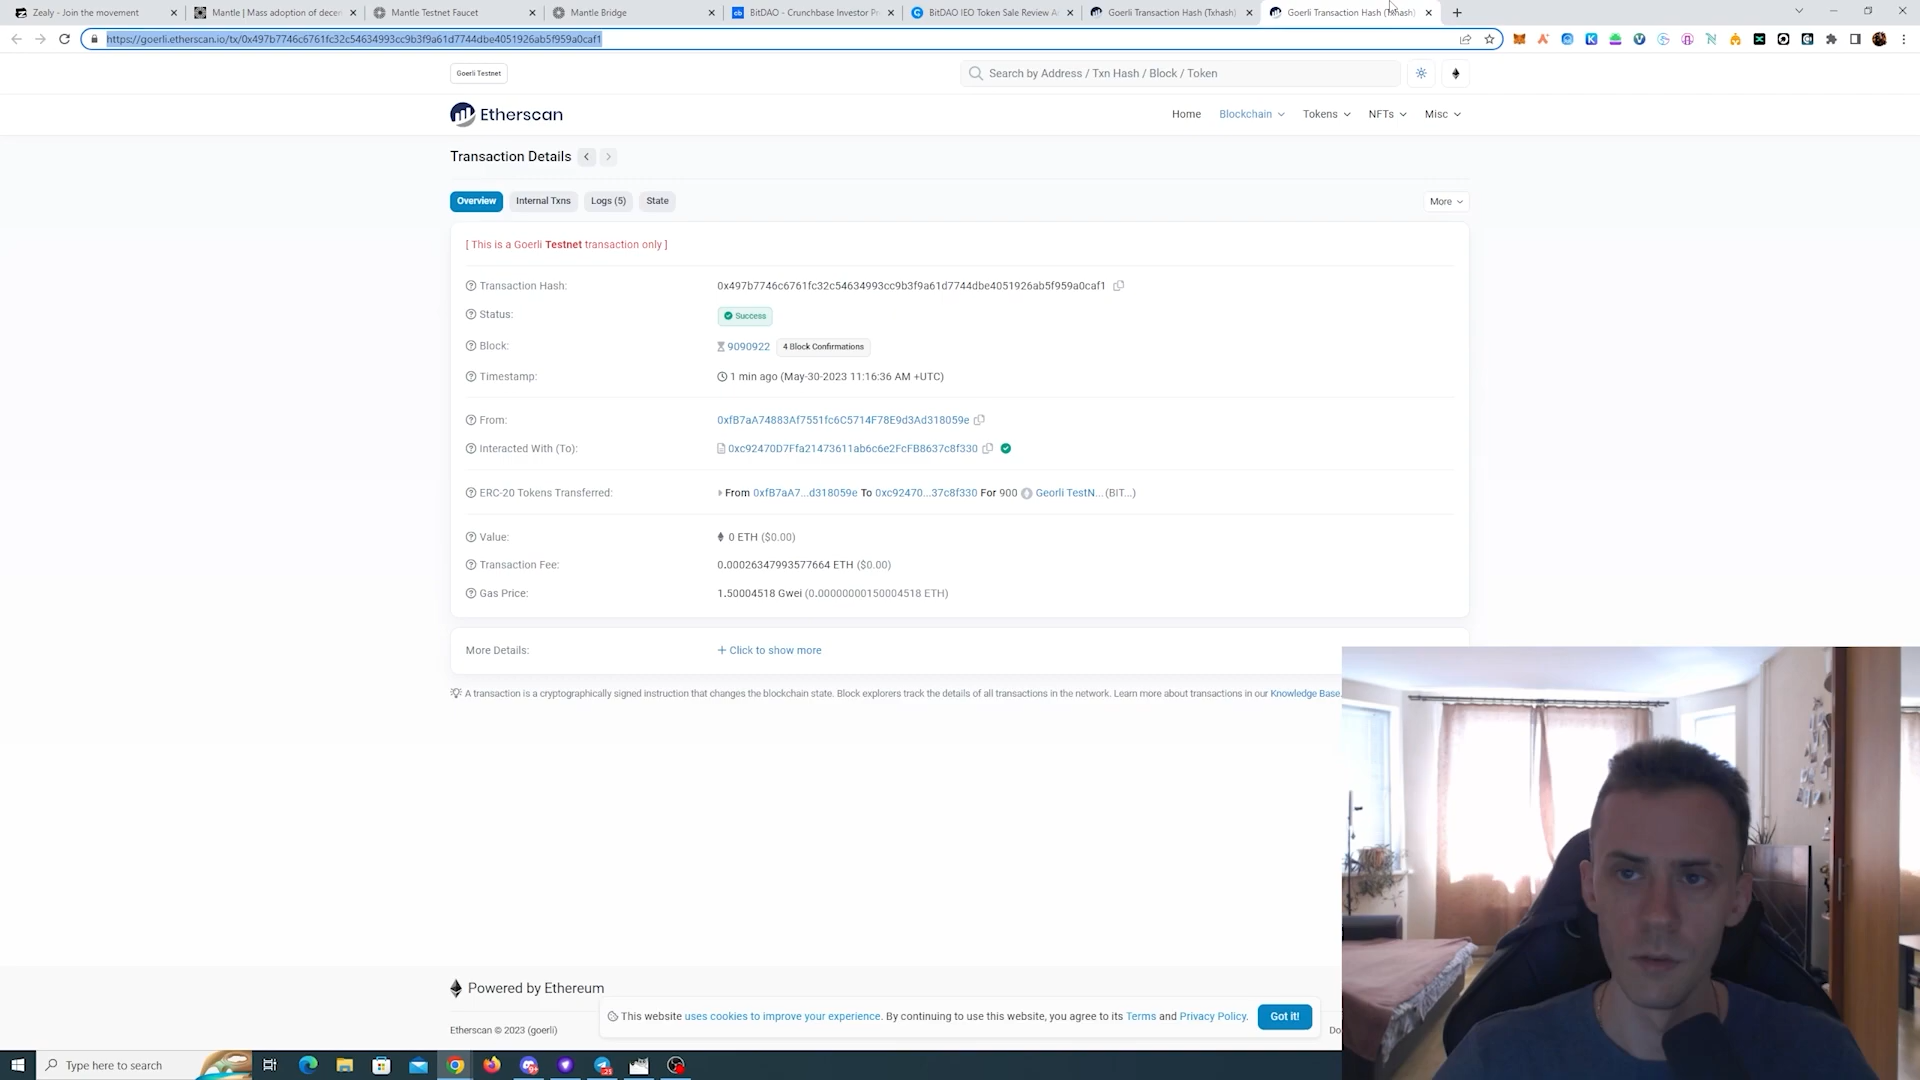 Zealy - Join the movement
Mantle | Mass adoption of decen
Mantle Testnet Faucet
Mantle Bridge
BitDAO - Crunchbase Investor Pr
BitDAO IEO Token Sale Review A
Goerli Transaction Hash (Txhash)
Goerli Transaction Hash (Txhash)
https://goerli.etherscan.io/tx/0x497b7746c6761fc32c54634993cc9b3f9a61d7744dbe4051926ab5f959a0caf1
Goerli Testnet
Search by Address / Txn Hash / Block / Token
Etherscan
Home
Blockchain
Tokens
NFTs
Misc
Transaction Details
Overview
Internal Txns
Logs (5)
State
More
[ This is a Goerli Testnet transaction only ]
Transaction Hash:
0x497b7746c6761fc32c54634993cc9b3f9a61d7744dbe4051926ab5f959a0caf1
Status:
Success
Block:
9090922
4 Block Confirmations
Timestamp:
1 min ago (May-30-2023 11:16:36 AM +UTC)
From:
0xfB7aA74883Af7551fc6C5714F78E9d3Ad318059e
Interacted With (To):
0xc92470D7Ffa21473611ab6c6e2FcFB8637c8f330
ERC-20 Tokens Transferred:
From 0xfB7aA7...d318059e To 0xc92470...37c8f330 For 900 Georli TestN... (BIT...)
Value:
0 ETH ($0.00)
Transaction Fee:
0.00026347993577664 ETH ($0.00)
Gas Price:
1.50004518 Gwei (0.00000000150004518 ETH)
More Details:
+ Click to show more
A transaction is a cryptographically signed instruction that changes the blockchain state. Block explorers track the details of all transactions in the network. Learn more about transactions in our Knowledge Base.
Powered by Ethereum
This website uses cookies to improve your experience. By continuing to use this website, you agree to its Terms and Privacy Policy.
Got it!
Etherscan © 2023 (goerli)
Do
Type here to search